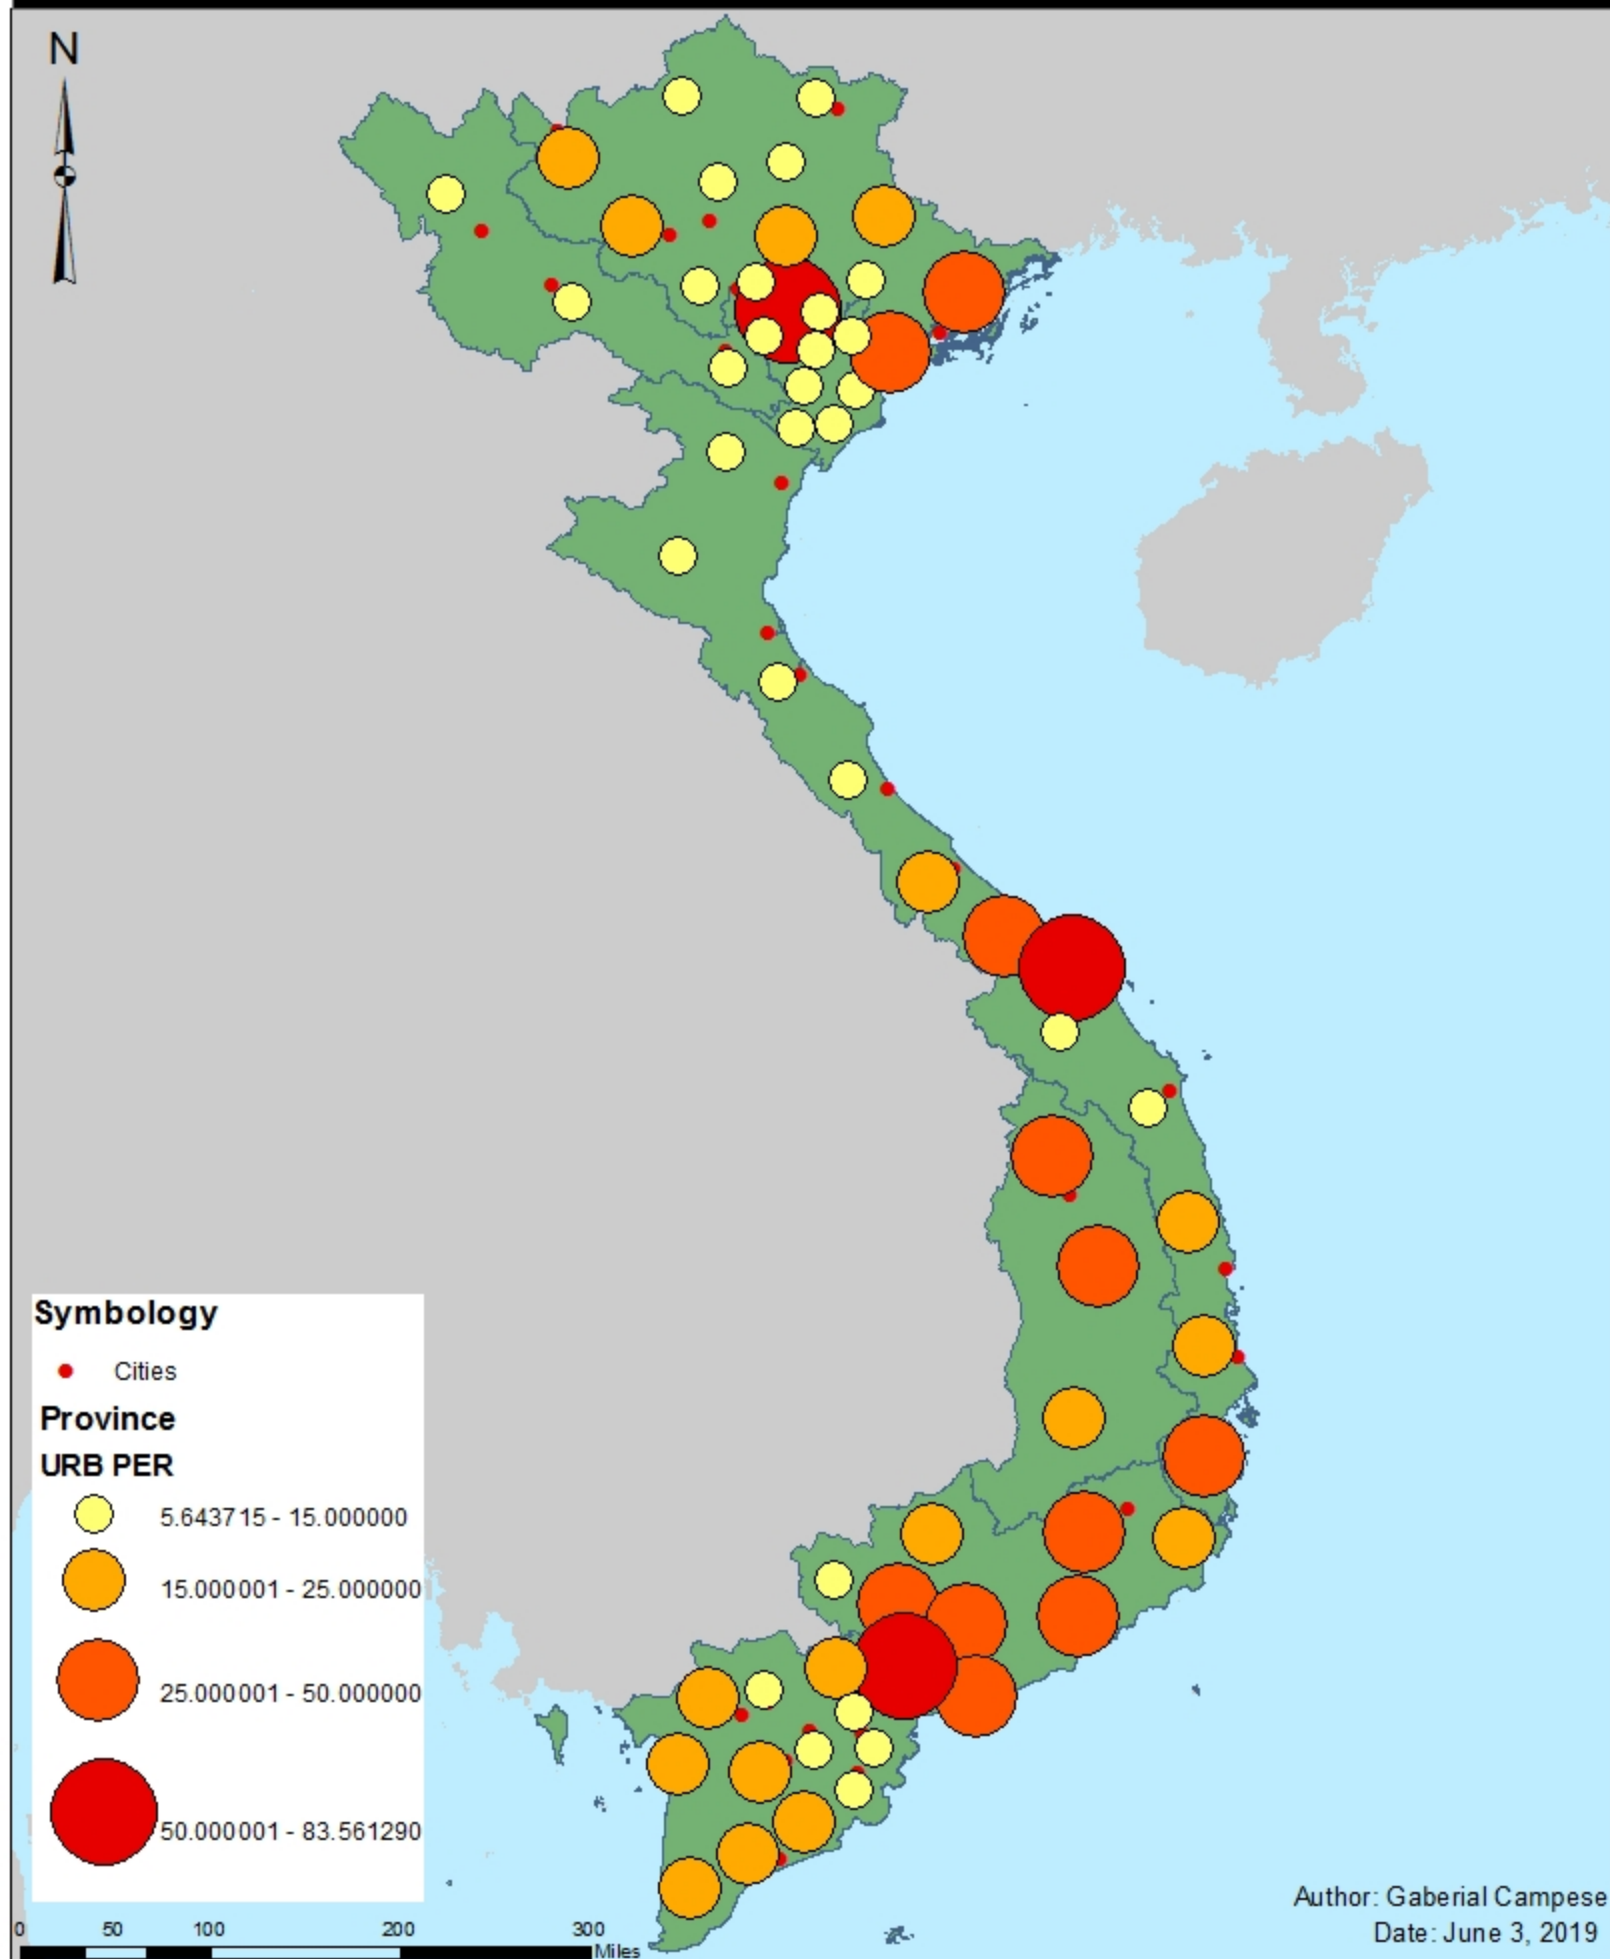 N
Symbology
Cities
Province
URB PER
5.643715 - 15.000000
15.000001 - 25.000000
25.000001 - 50.000000
50.000001 - 83.561290
0 50 100 200 300
Miles
Author: Gaberial Campese
Date: June 3, 2019